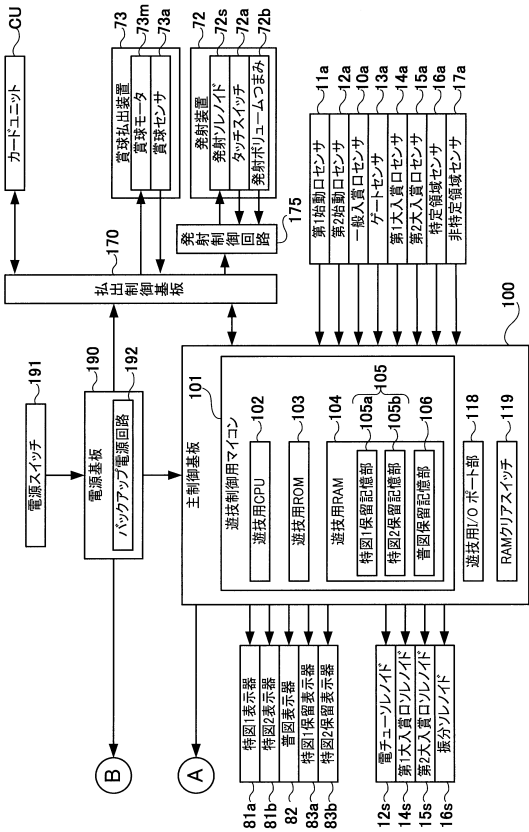 カードユニット
CU
賞球払出装置
73
賞球モータ
73m
賞球センサ
73a
発射装置
72
発射ソレノイド
72s
タッチスイッチ
72a
発射ボリュームつまみ
72b
発射制御回路
175
払出制御基板
170
電源スイッチ
191
電源基板
190
バックアップ電源回路
192
第1始動口センサ
11a
第2始動口センサ
12a
一般入賞口センサ
10a
ゲートセンサ
13a
第1大入賞口センサ
14a
第2大入賞口センサ
15a
特定領域センサ
16a
非特定領域センサ
17a
主制御基板
100
遊技制御用マイコン
101
遊技用CPU
102
遊技用ROM
103
遊技用RAM
104
105
特図1保留記憶部
105a
特図2保留記憶部
105b
普図保留記憶部
106
遊技用I/Oポート部
118
RAMクリアスイッチ
119
B
A
特図1表示器
81a
特図2表示器
81b
普図表示器
82
特図1保留表示器
83a
特図2保留表示器
83b
電チューソレノイド
12s
第1大入賞口ソレノイド
14s
第2大入賞口ソレノイド
15s
振分ソレノイド
16s